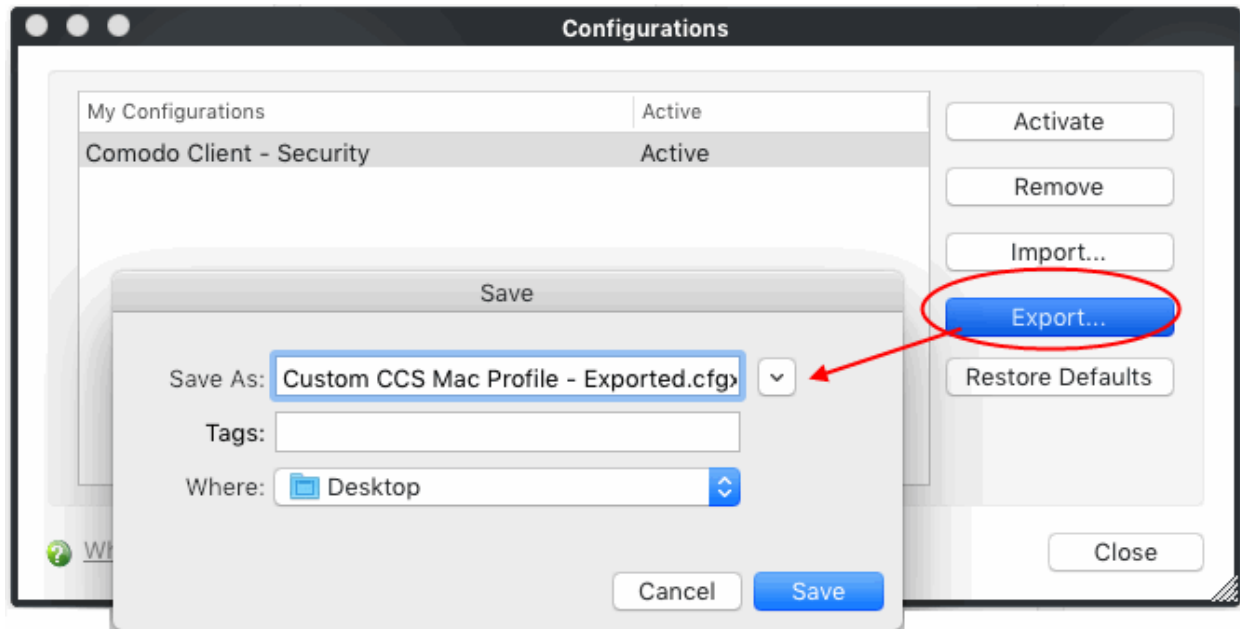 Configurations
My Configurations Active
Comodo Client - Security Active
Activate
Remove
Import...
Export...
Restore Defaults
Save
Save As: Custom CCS Mac Profile - Exported.cfgx
Tags:
Where: Desktop
Cancel Save
Close